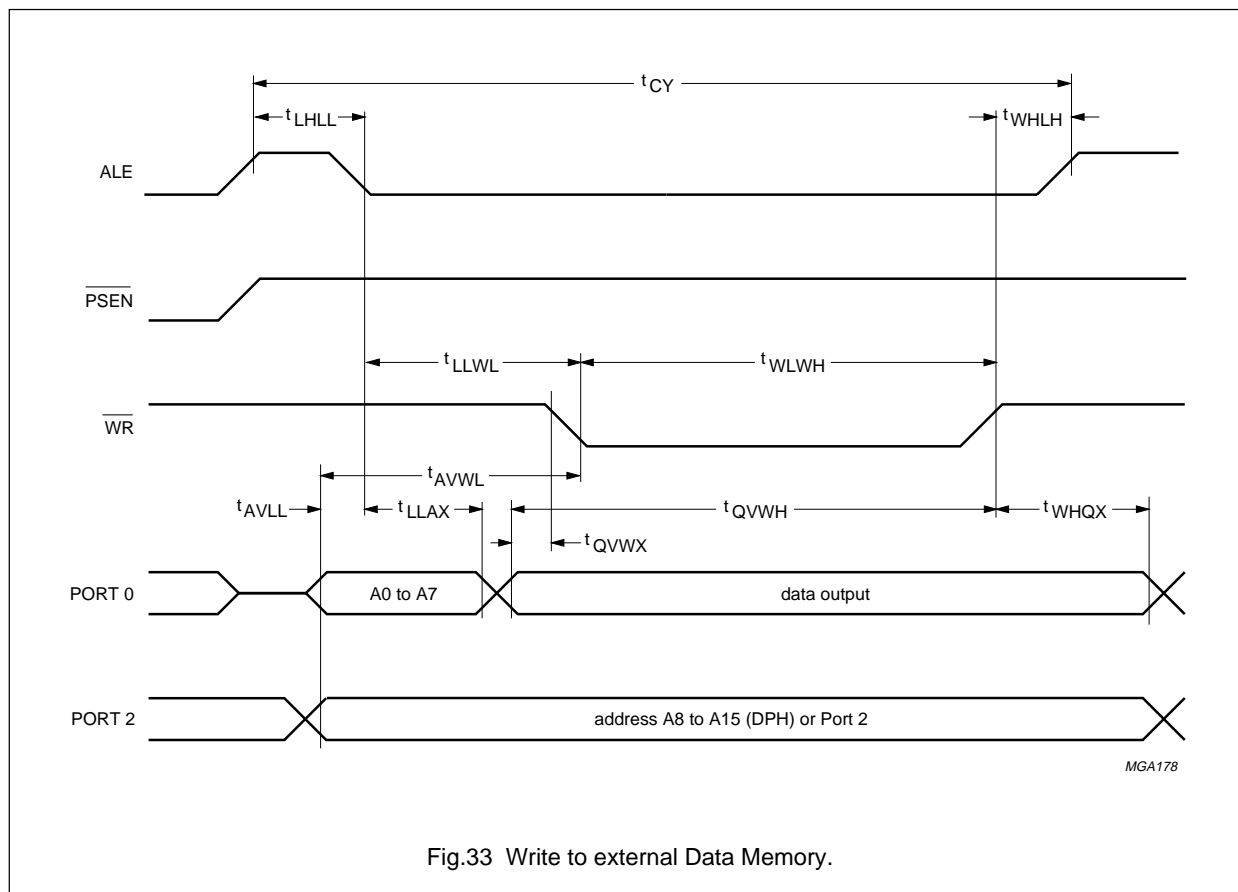 t CY
t LHLL
t WHLH
ALE
PSEN
t LLWL
t WLWH
WR
t AVWL
t AVLL
t LLAX
t QVWH
t WHQX
t QVWX
PORT 0
A0 to A7
data output
PORT 2
address A8 to A15 (DPH) or Port 2
MGA178
Fig.33 Write to external Data Memory.